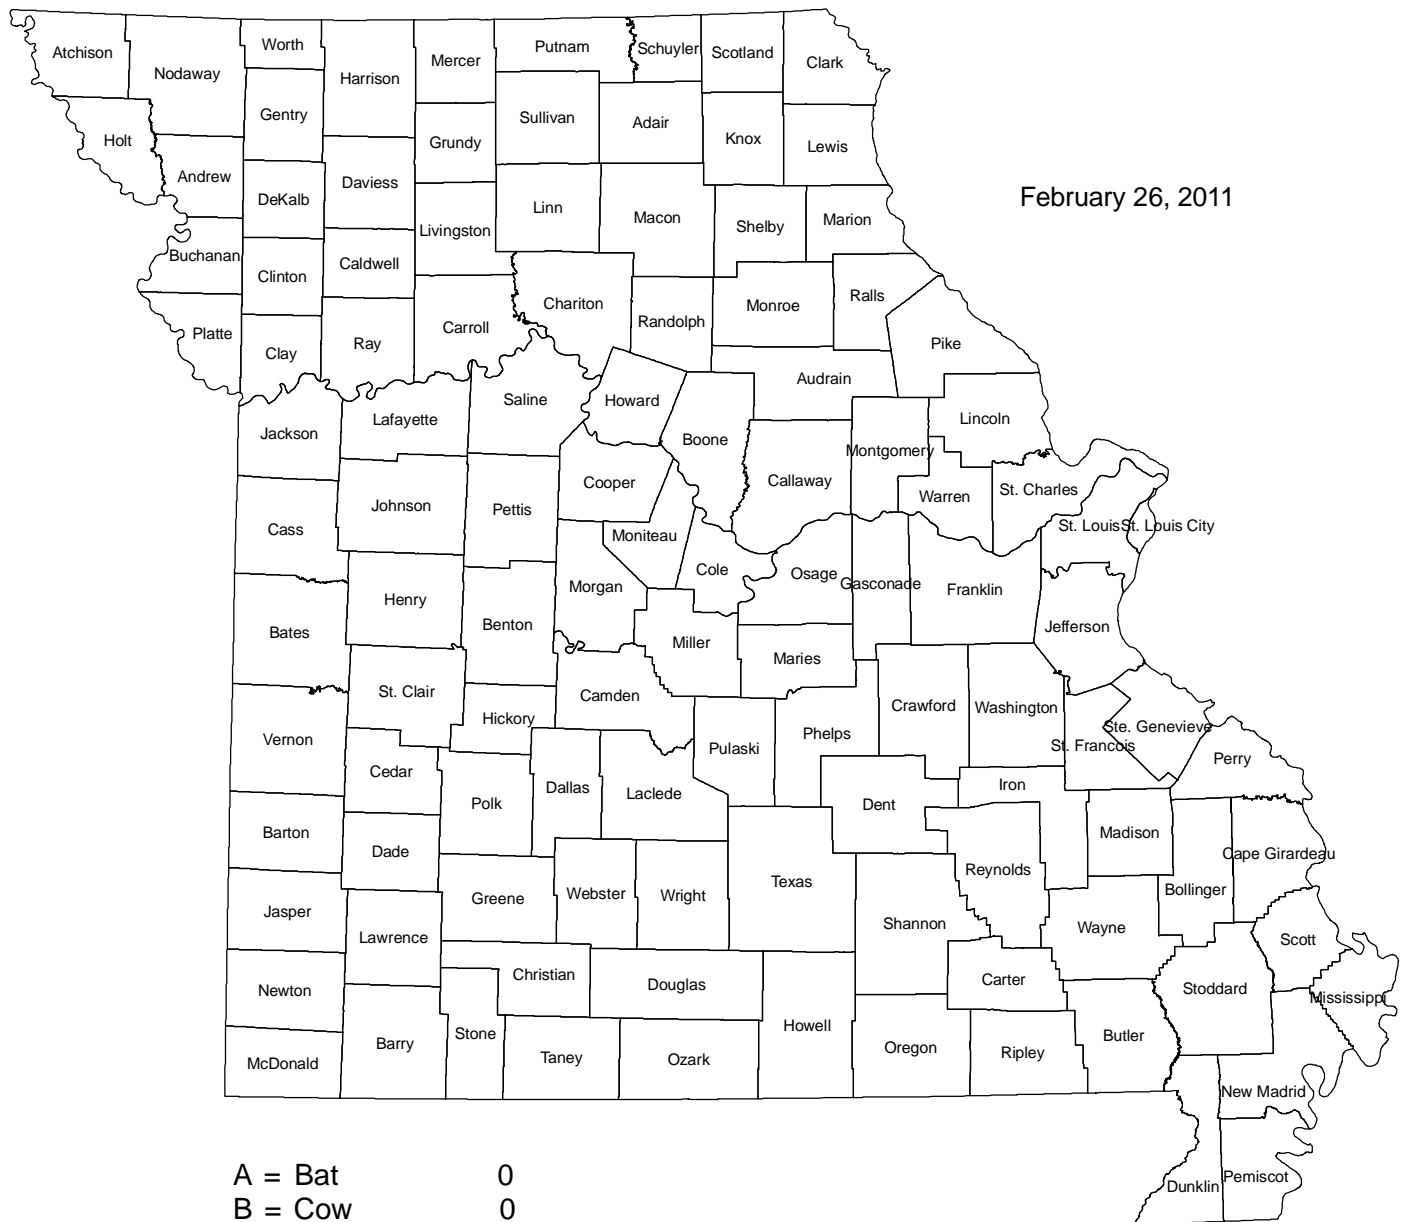 Atchison
Nodaway
Worth
Harrison
Mercer
Putnam
Schuyler
Scotland
Clark
Gentry
Sullivan
Adair
Holt
Grundy
Knox
Lewis
Andrew
DeKalb
Daviess
Linn
Macon
Shelby
Marion
February 26, 2011
Livingston
Buchanan
Clinton
Caldwell
Chariton
Randolph
Monroe
Ralls
Platte
Clay
Ray
Carroll
Pike
Audrain
Saline
Howard
Lafayette
Lincoln
Jackson
Boone
Montgomery
Cooper
Callaway
St. Charles
Warren
Johnson
Pettis
Cass
Moniteau
St. Louis
St. Louis City
Cole
Osage
Gasconade
Franklin
Morgan
Henry
Benton
Bates
Miller
Jefferson
Maries
St. Clair
Camden
Crawford
Washington
Hickory
Ste. Genevieve
Vernon
Pulaski
Phelps
St. Francois
Perry
Cedar
Dallas
Laclede
Iron
Polk
Dent
Barton
Madison
Dade
Cape Girardeau
Reynolds
Texas
Webster
Wright
Bollinger
Greene
Jasper
Shannon
Wayne
Lawrence
Scott
Christian
Douglas
Carter
Newton
Stoddard
Mississippi
Howell
Stone
Barry
Butler
Oregon
Ripley
McDonald
Taney
Ozark
New Madrid
Pemiscot
Dunklin
A = Bat 0
B = Cow 0